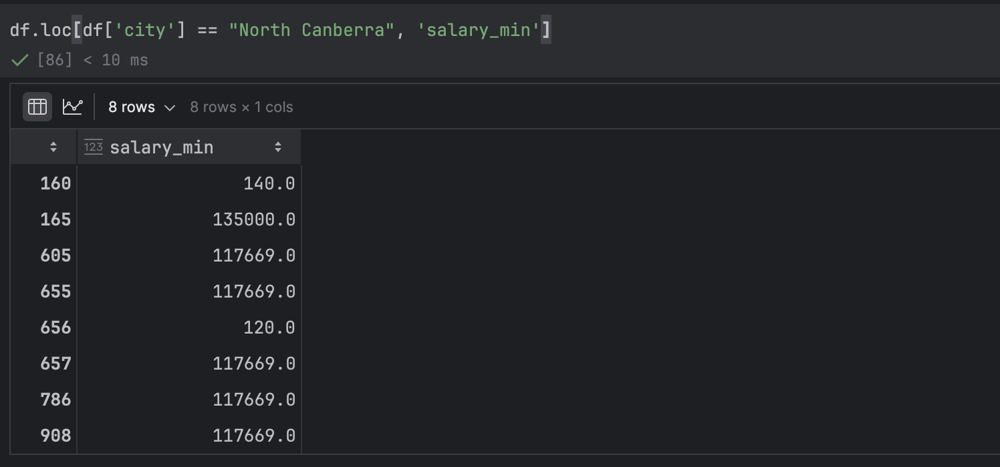 df.loc[df['city'] == "North Canberra", 'salary_min']
[86] < 10 ms
8 rows 8 rows × 1 cols
123 salary_min
160 140.0
165 135000.0
605 117669.0
655 117669.0
656 120.0
657 117669.0
786 117669.0
908 117669.0